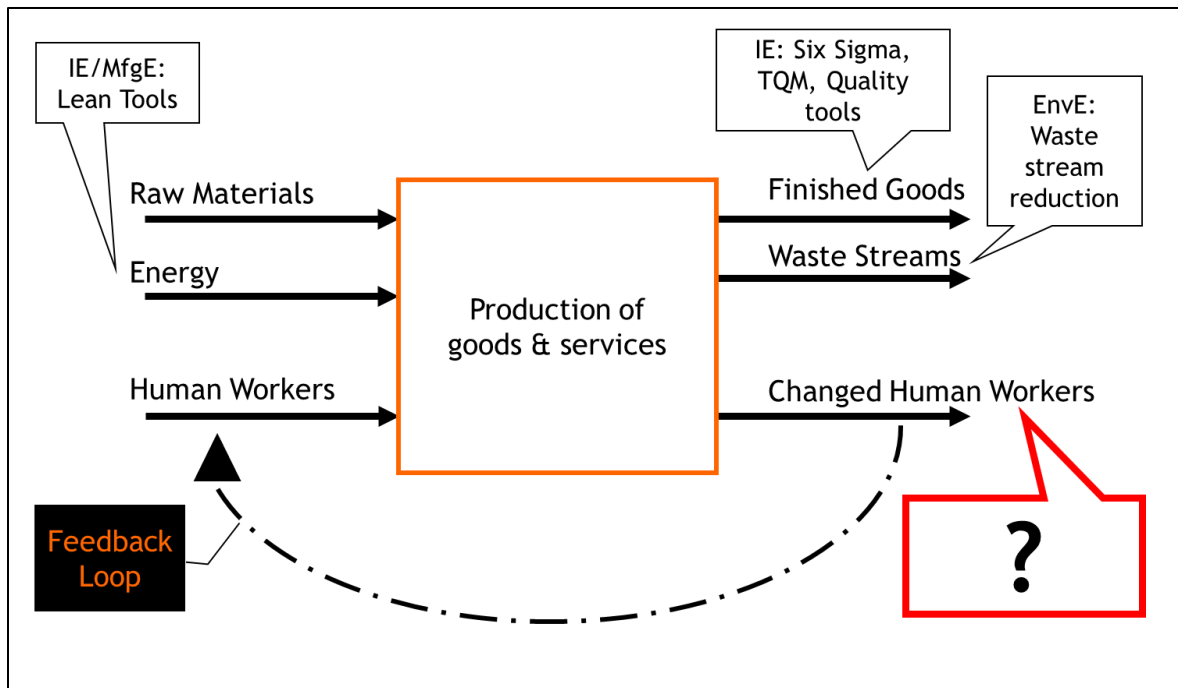 IE/MfgE:
Lean Tools
IE: Six Sigma,
TQM, Quality
tools
EnvE:
Waste
stream
reduction
Raw Materials
Energy
Human Workers
Production of
goods & services
Finished Goods
Waste Streams
Changed Human Workers
Feedback
Loop
?